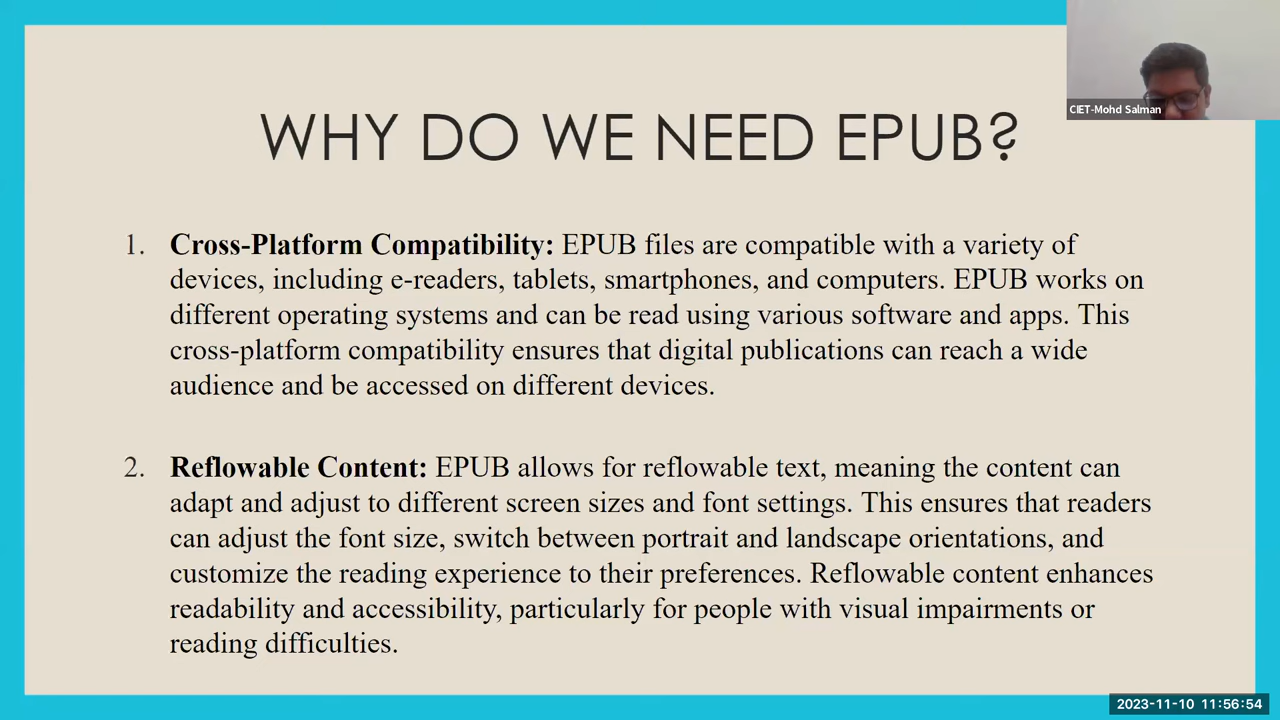 WHY DO WE NEED EPUB?
CIET-Mohd Salman
1. Cross-Platform Compatibility: EPUB files are compatible with a variety of
devices, including e-readers, tablets, smartphones, and computers. EPUB works on
different operating systems and can be read using various software and apps. This
cross-platform compatibility ensures that digital publications can reach a wide
audience and be accessed on different devices.
2. Reflowable Content: EPUB allows for reflowable text, meaning the content can
adapt and adjust to different screen sizes and font settings. This ensures that readers
can adjust the font size, switch between portrait and landscape orientations, and
customize the reading experience to their preferences. Reflowable content enhances
readability and accessibility, particularly for people with visual impairments or
reading difficulties.
2023-11-10 11:56:54